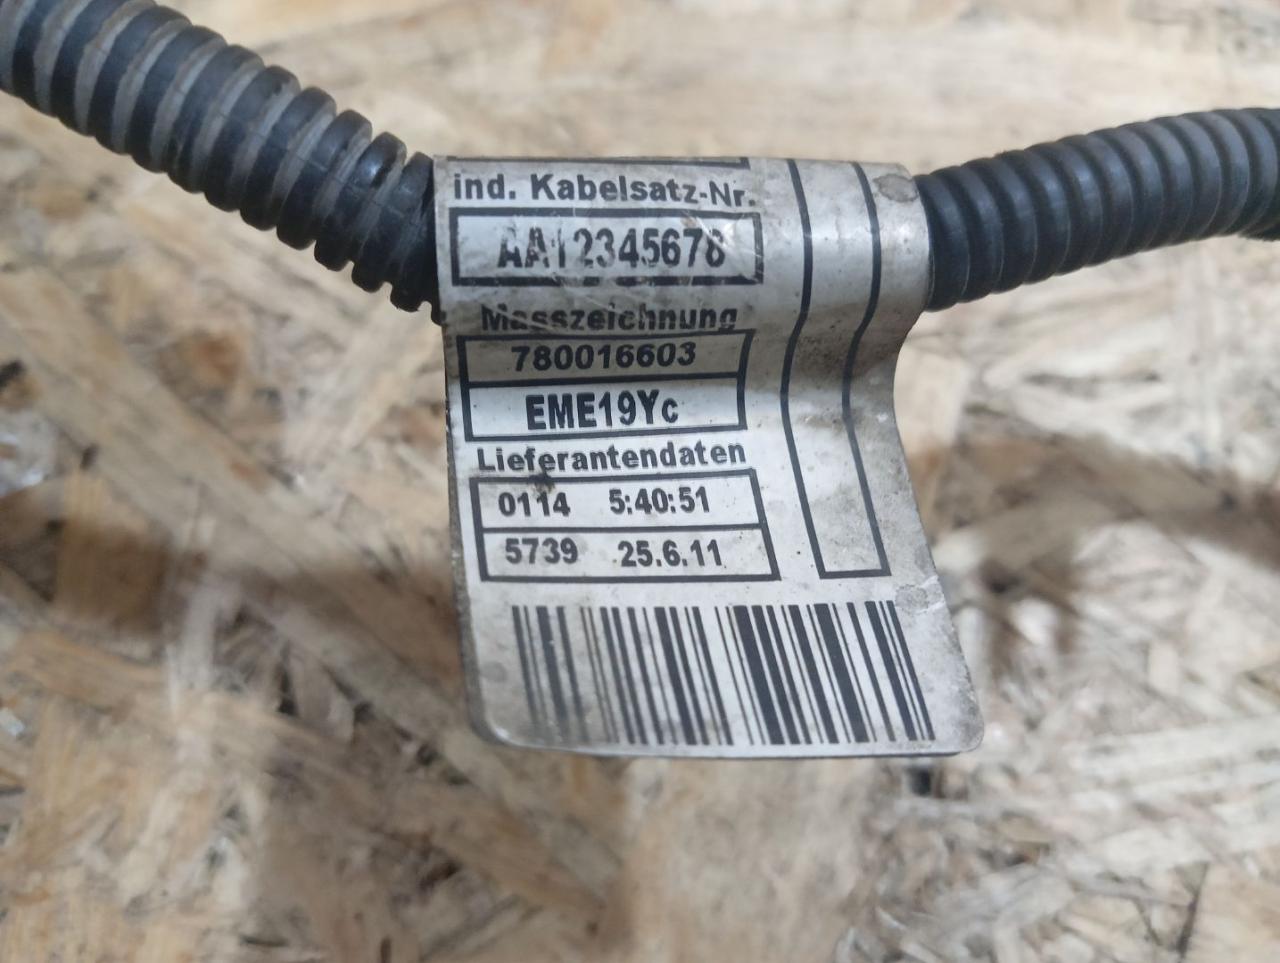 ind. Kabelsatz-Nr.
AA12345678
Masszeichnung
780016603
EME19Yc
Lieferantendaten
0114 5:40:51
5739 25.6.11